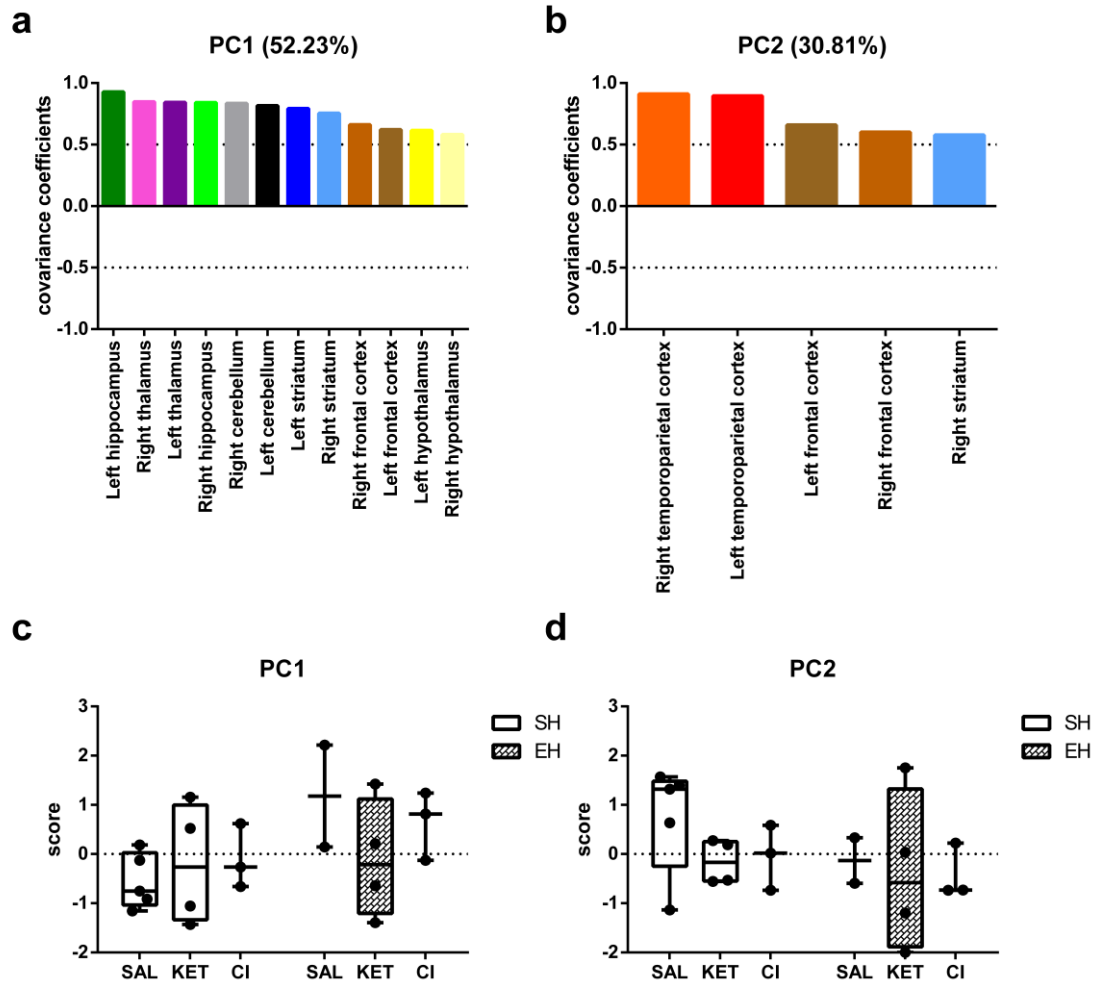 a
PC1 (52.23%)
covariance coefficients
1.0
0.5
0.0
-0.5
-1.0
Left hippocampus
Right thalamus
Left thalamus
Right hippocampus
Right cerebellum
Left cerebellum
Left striatum
Right striatum
Right frontal cortex
Left frontal cortex
Left hypothalamus
Right hypothalamus
b
PC2 (30.81%)
covariance coefficients
1.0
0.5
0.0
-0.5
-1.0
Right temporoparietal cortex
Left temporoparietal cortex
Left frontal cortex
Right frontal cortex
Right striatum
c
PC1
score
3
2
1
0
-1
-2
SAL KET CI SAL KET CI
SH
EH
d
PC2
score
3
2
1
0
-1
-2
SAL KET CI SAL KET CI
SH
EH